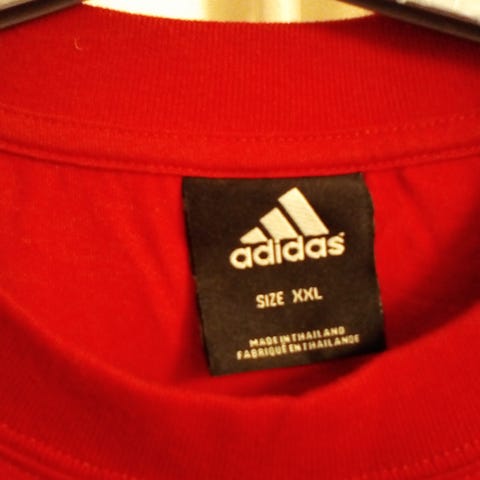 adidas
SIZE XXL
MADE IN THAILAND
FABRIQUÉ EN THAILANDE